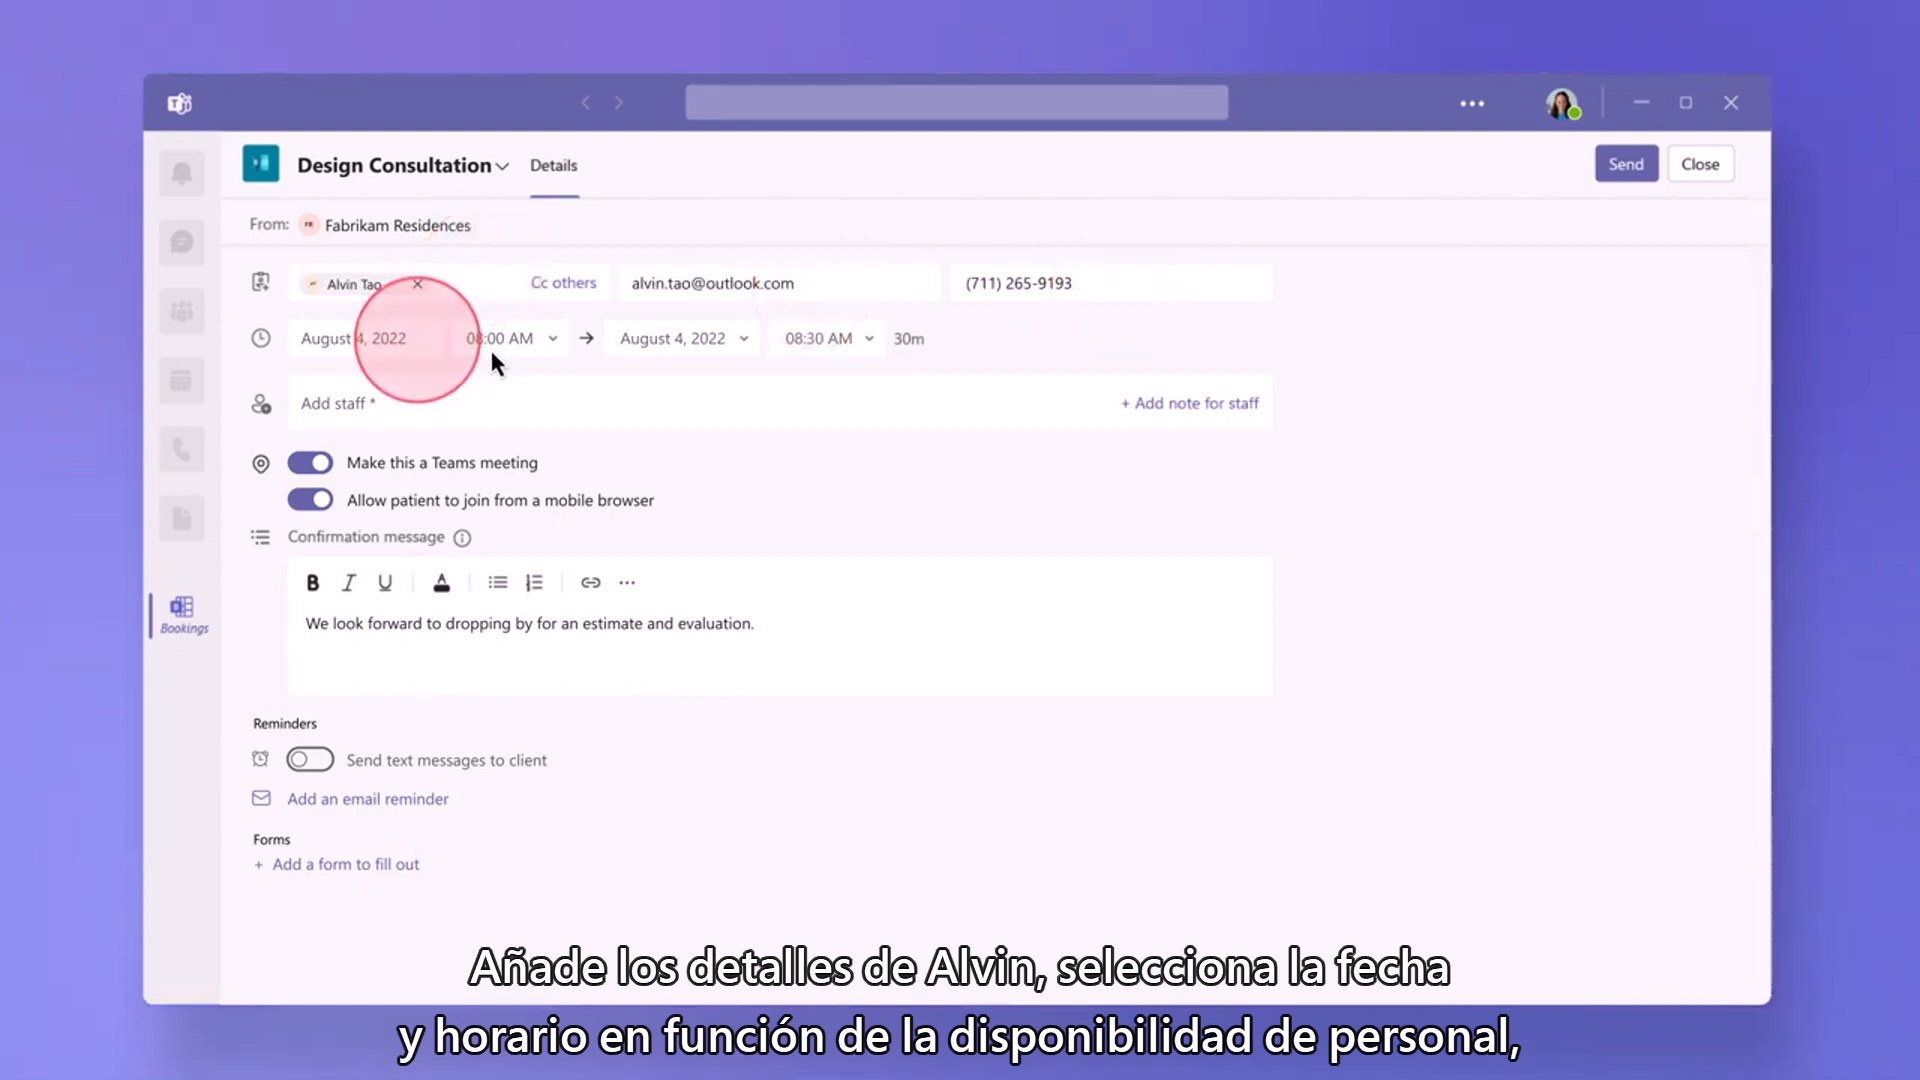 Design Consultation
Details
Send
Close
From:
Fabrikam Residences
Alvin Tao
Cc others
alvin.tao@outlook.com
(711) 265-9193
August 4, 2022
08:00 AM
August 4, 2022
08:30 AM
30m
Add staff *
+ Add note for staff
Make this a Teams meeting
Allow patient to join from a mobile browser
Confirmation message
B I U A
We look forward to dropping by for an estimate and evaluation.
Bookings
Reminders
Send text messages to client
Add an email reminder
Forms
+ Add a form to fill out
Añade los detalles de Alvin, selecciona la fecha
y horario en función de la disponibilidad de personal,